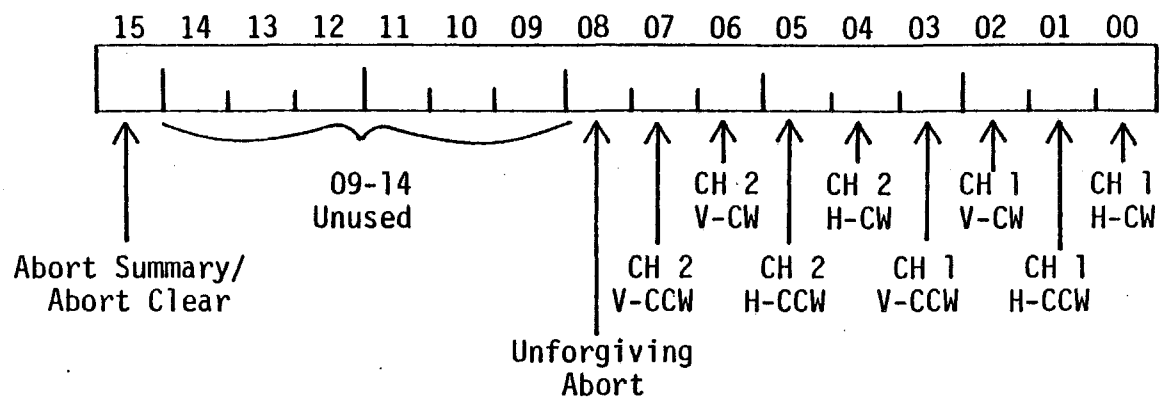 15 14 13 12 11 10 09 08 07 06 05 04 03 02 01 00
09-14
Unused
CH 2
V-CW
CH 2
H-CW
CH 1
V-CW
CH 1
H-CW
Abort Summary/
Abort Clear
CH 2
V-CCW
CH 2
H-CCW
CH 1
V-CCW
CH 1
H-CCW
Unforgiving
Abort